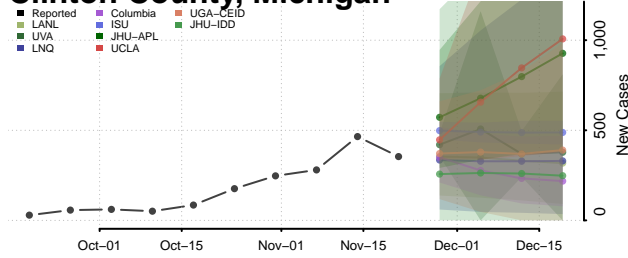 Clinton County, Michigan
Reported Columbia UGA–CEID
LANL ISU JHU–IDD
UVA JHU–APL
LNQ UCLA
1,000
500
0
New Cases
Oct–01 Oct–15 Nov–01 Nov–15 Dec–01 Dec–15